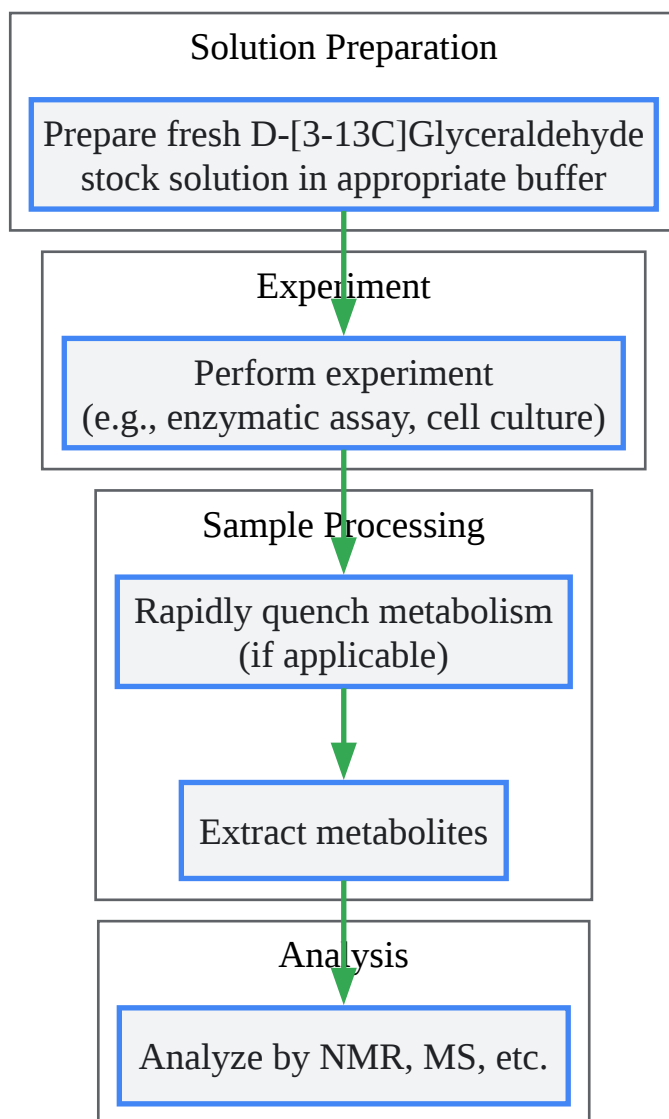 Solution Preparation
Prepare fresh D-[3-13C]Glyceraldehyde
stock solution in appropriate buffer
Experiment
Perform experiment
(e.g., enzymatic assay, cell culture)
Sample Processing
Rapidly quench metabolism
(if applicable)
Extract metabolites
Analysis
Analyze by NMR, MS, etc.